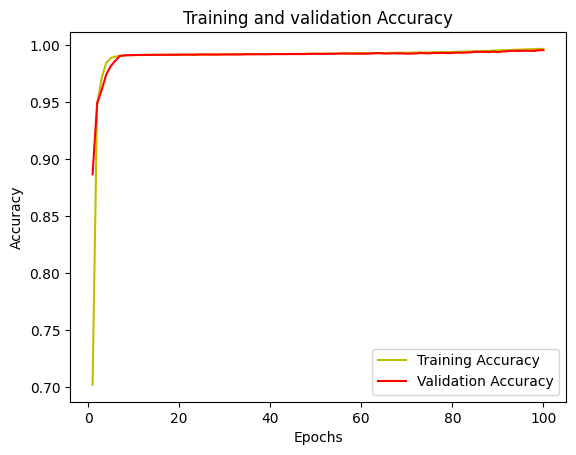 Training and validation Accuracy
1.00
0.95
0.90
0.85
0.80
0.75
0.70
Accuracy
0
20
40
60
80
100
Epochs
Training Accuracy
Validation Accuracy